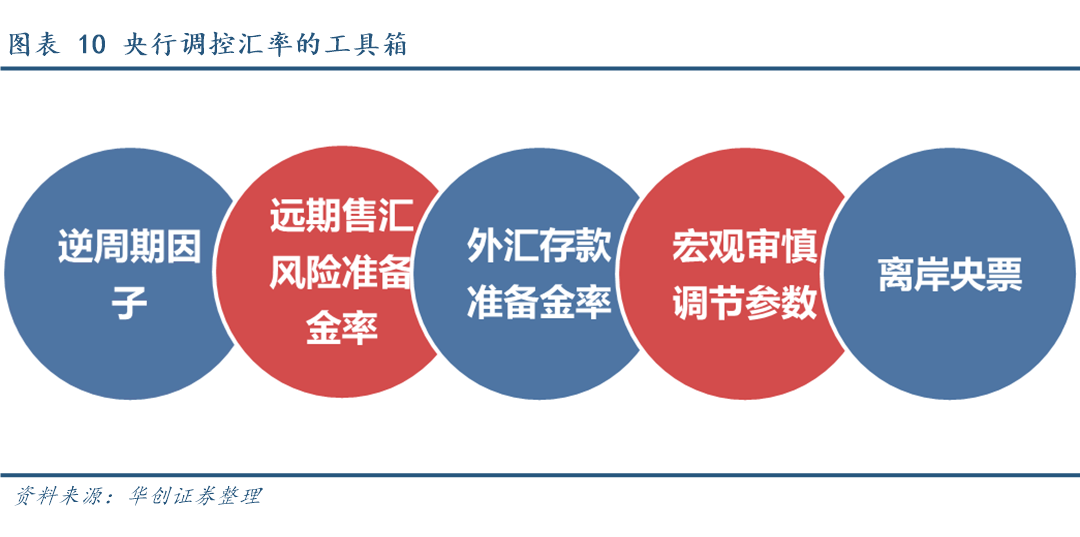 图表 10 央行调控汇率的工具箱
逆周期因
子
远期售汇
风险准备
金率
外汇存款
准备金率
宏观审慎
调节参数
离岸央票
资料来源：华创证券整理